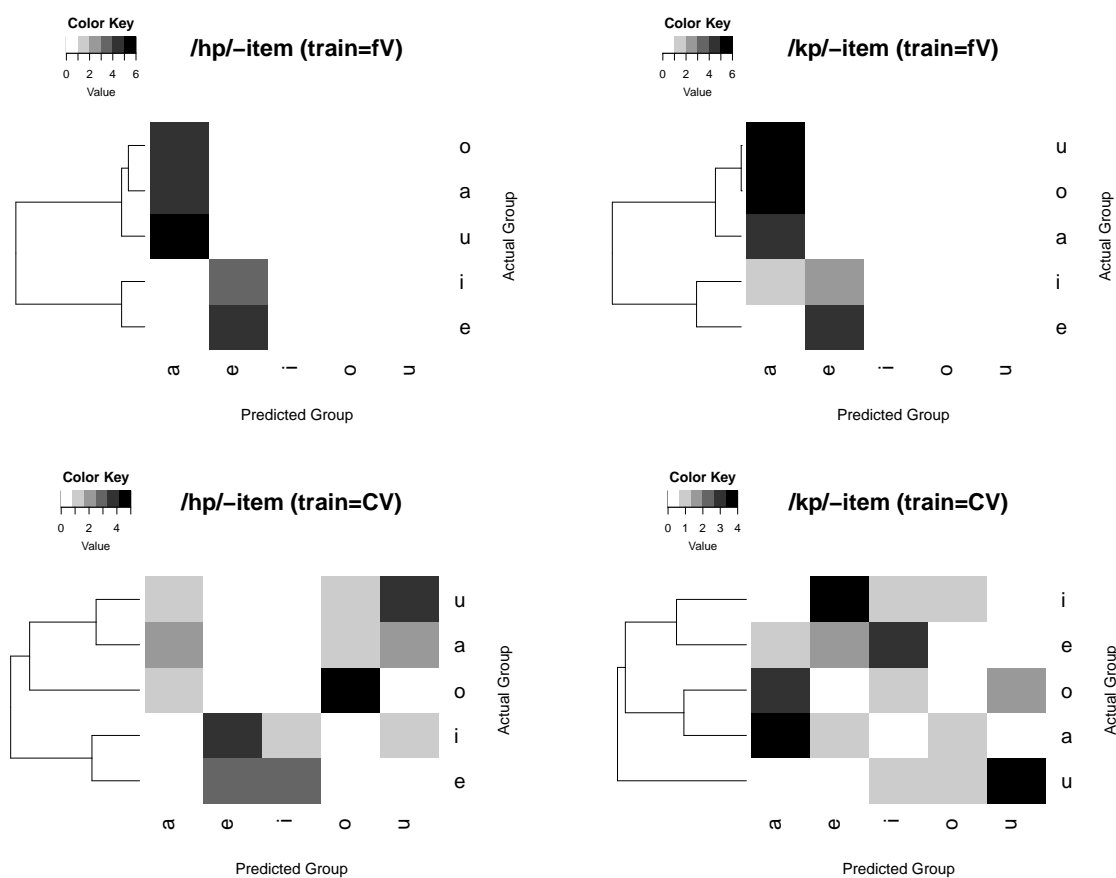 Color Key
0 2 4 6
Value
/hp/−item (train=fV)
o
a
u
i
e
Actual Group
a e i o u
Predicted Group
Color Key
0 2 4 6
Value
/kp/−item (train=fV)
u
o
a
i
e
Actual Group
a e i o u
Predicted Group
Color Key
0 2 4
Value
/hp/−item (train=CV)
u
a
o
i
e
Actual Group
a e i o u
Predicted Group
Color Key
0 1 2 3 4
Value
/kp/−item (train=CV)
i
e
o
a
u
Actual Group
a e i o u
Predicted Group